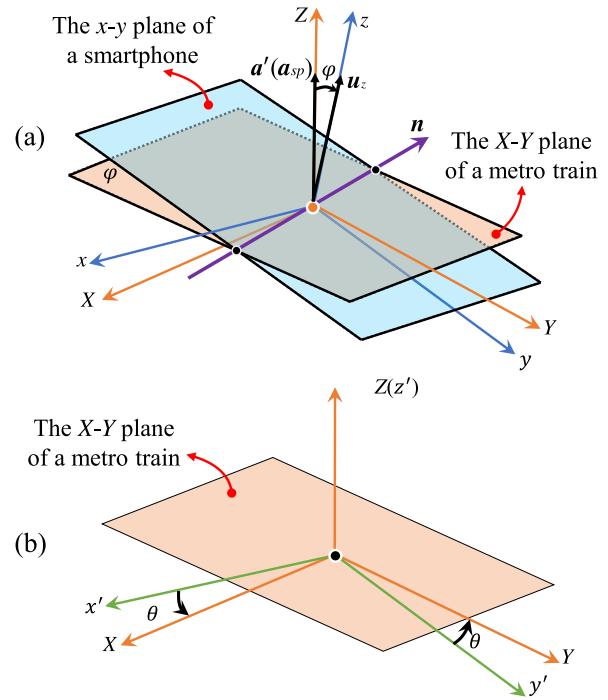 The x-y plane of
a smartphone
Z
z
a′(a_sp)
φ
u_z
(a)
n
The X-Y plane
of a metro train
φ
x
X
Y
y
Z(z′)
The X-Y plane
of a metro train
(b)
x′
θ
X
θ
Y
y′